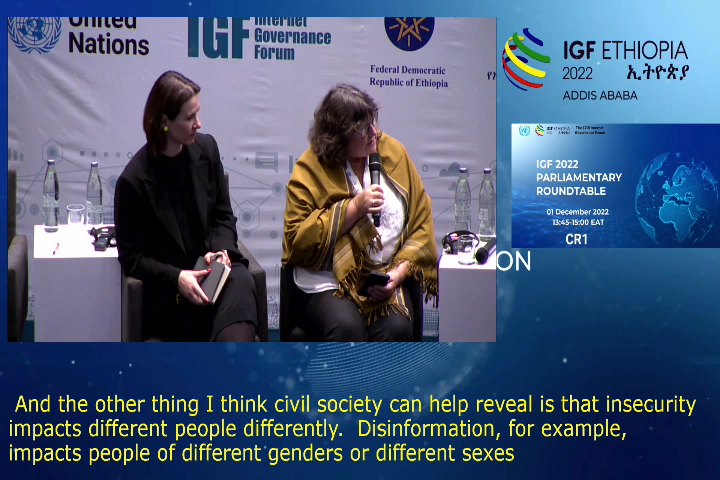 United
Nations
IGF
Internet
Governance
Forum
Federal Democratic
Republic of Ethiopia
IGF ETHIOPIA
2022 ኢትዮጵያ
ADDIS ABABA
IGF 2022
PARLIAMENTARY
ROUNDTABLE
01 December 2022
13:45-15:00 EAT
CR1
ON
And the other thing I think civil society can help reveal is that insecurity
impacts different people differently.  Disinformation, for example,
impacts people of different genders or different sexes